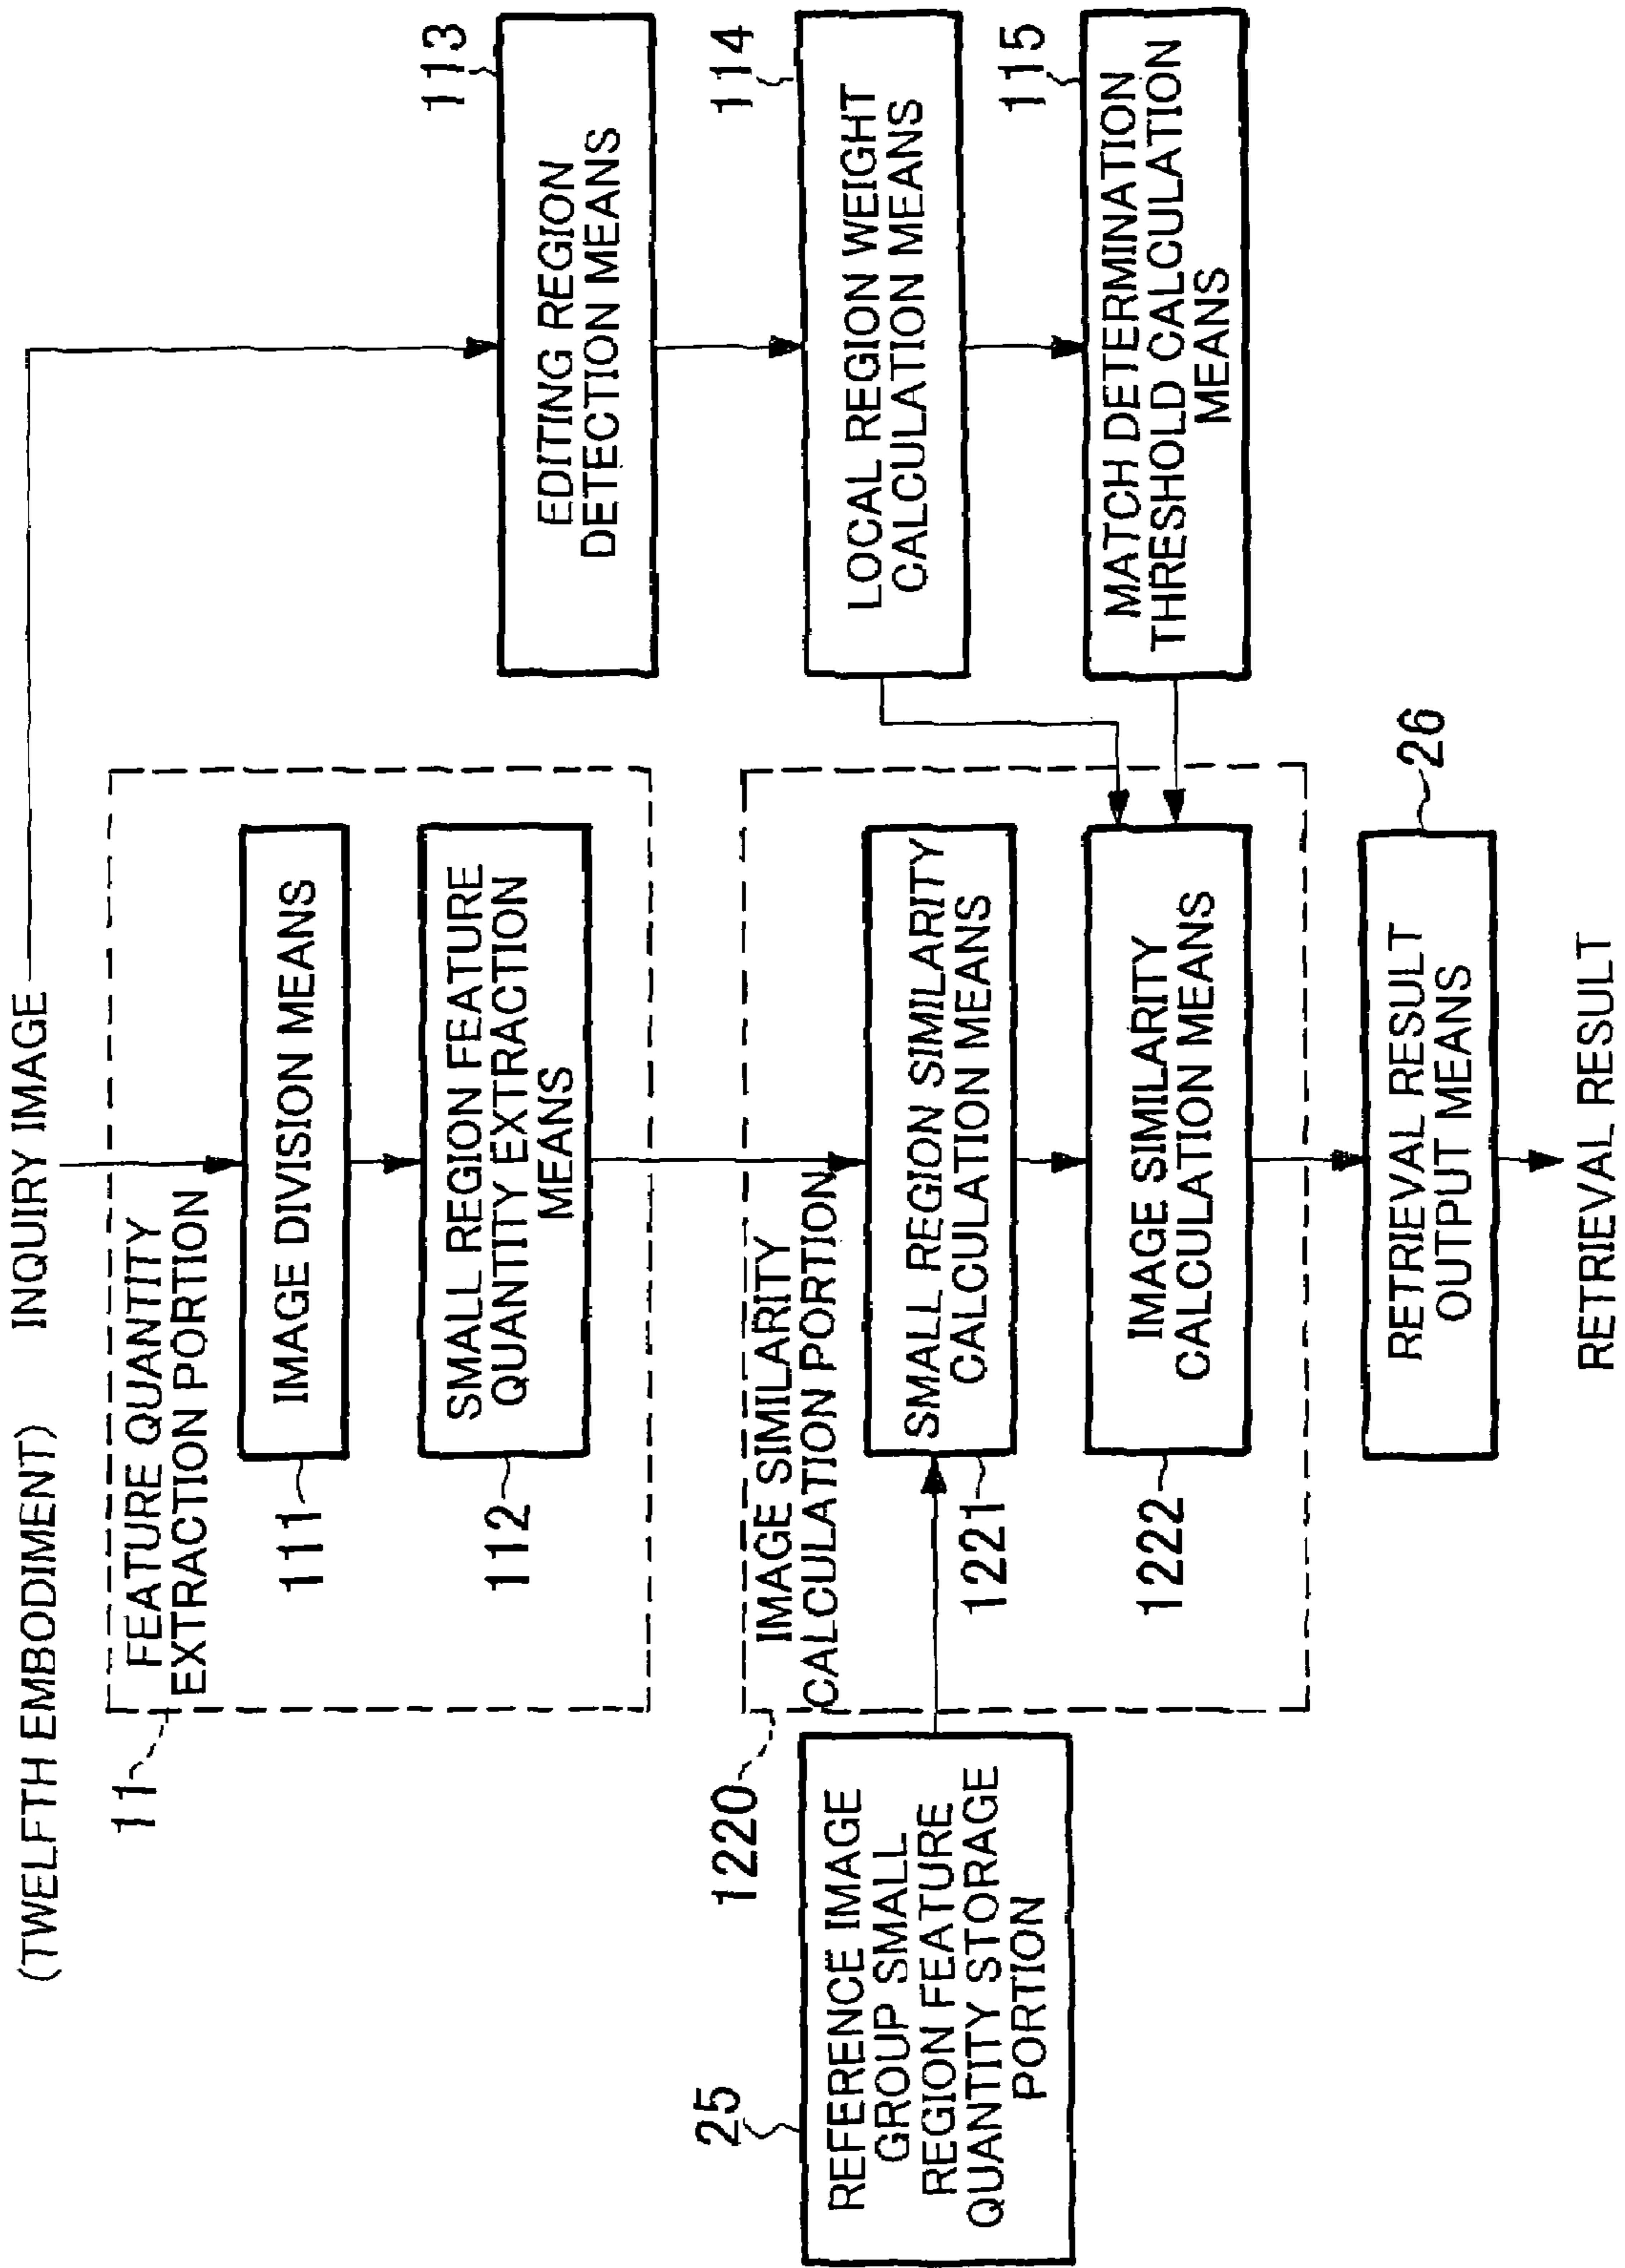 (TWELFTH EMBODIMENT)
INQUIRY IMAGE
11
FEATURE QUANTITY
EXTRACTION PORTION
111
IMAGE DIVISION MEANS
112
SMALL REGION FEATURE
QUANTITY EXTRACTION
MEANS
113
EDITING REGION
DETECTION MEANS
25
REFERENCE IMAGE
GROUP SMALL
REGION FEATURE
QUANTITY STORAGE
PORTION
1220
IMAGE SIMILARITY
CALCULATION PORTION
1221
SMALL REGION SIMILARITY
CALCULATION MEANS
114
LOCAL REGION WEIGHT
CALCULATION MEANS
1222
IMAGE SIMILARITY
CALCULATION MEANS
115
MATCH DETERMINATION
THRESHOLD CALCULATION
MEANS
26
RETRIEVAL RESULT
OUTPUT MEANS
RETRIEVAL RESULT